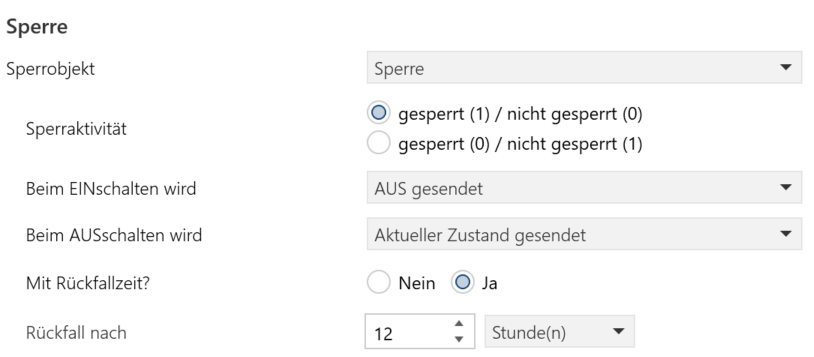 Sperre
Sperrobjekt Sperre
Sperraktivität gesperrt (1) / nicht gesperrt (0)
gesperrt (0) / nicht gesperrt (1)
Beim EINschalten wird AUS gesendet
Beim AUSschalten wird Aktueller Zustand gesendet
Mit Rückfallzeit? Nein Ja
Rückfall nach 12 Stunde(n)